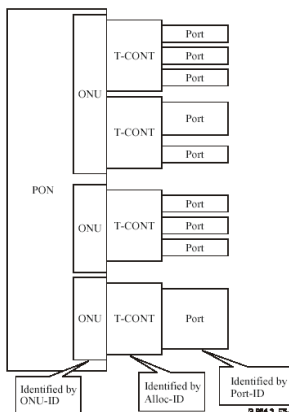 Port
T-CONT
Port
Port
ONU
Port
T-CONT
Port
PON
Port
ONU
T-CONT
Port
Port
ONU
T-CONT
Port
Identified by
ONU-ID
Identified by
Alloc-ID
Identified by
Port-ID